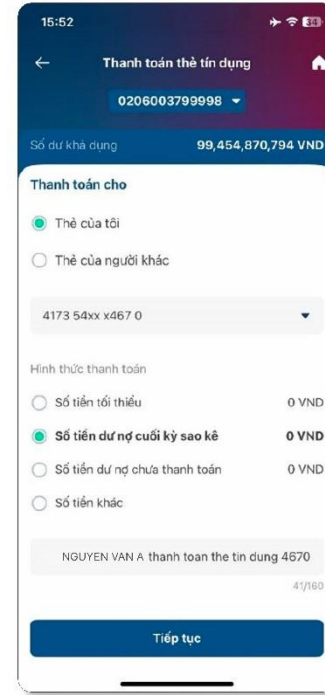 15:52
34
Thanh toán thẻ tín dụng
0206003799998
Số dư khả dụng 99,454,870,794 VND
Thanh toán cho
Thẻ của tôi
Thẻ của người khác
4173 54xx x467 0
Hình thức thanh toán
Số tiền tối thiểu 0 VND
Số tiền dư nợ cuối kỳ sao kê 0 VND
Số tiền dư nợ chưa thanh toán 0 VND
Số tiền khác
NGUYEN VAN A thanh toan the tin dung 4670
41/160
Tiếp tục